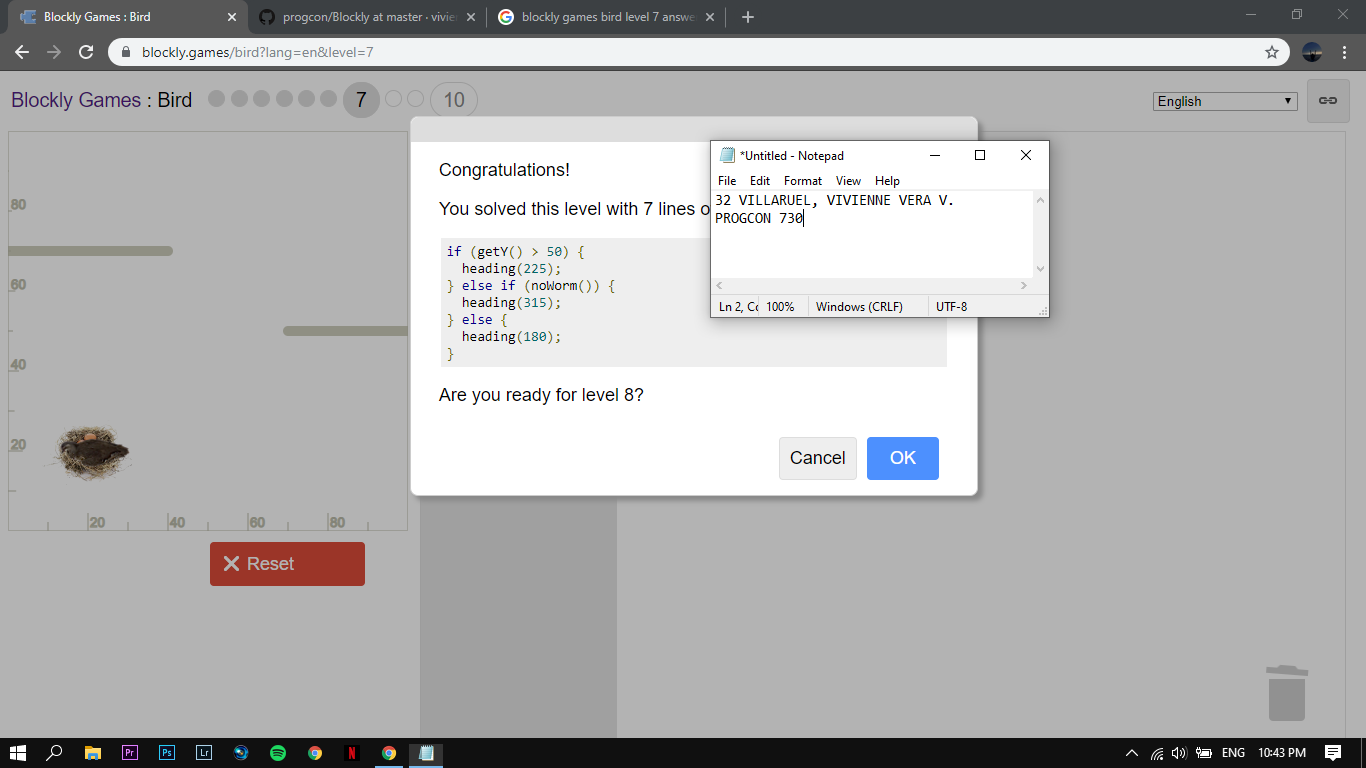 Blockly Games : Bird
progcon/Blockly at master · vivie
blockly games bird level 7 answe
blockly.games/bird?lang=en&level=7
Blockly Games : Bird 7 10
English
Congratulations!
You solved this level with 7 lines o
if (getY() > 50) {
  heading(225);
} else if (noWorm()) {
  heading(315);
} else {
  heading(180);
}
Are you ready for level 8?
Cancel OK
*Untitled - Notepad
File Edit Format View Help
32 VILLARUEL, VIVIENNE VERA V.
PROGCON 730
Ln 2, Co 100% Windows (CRLF) UTF-8
80
60
40
20
20 40 60 80
Reset
Pr Ps Lr N ENG 10:43 PM